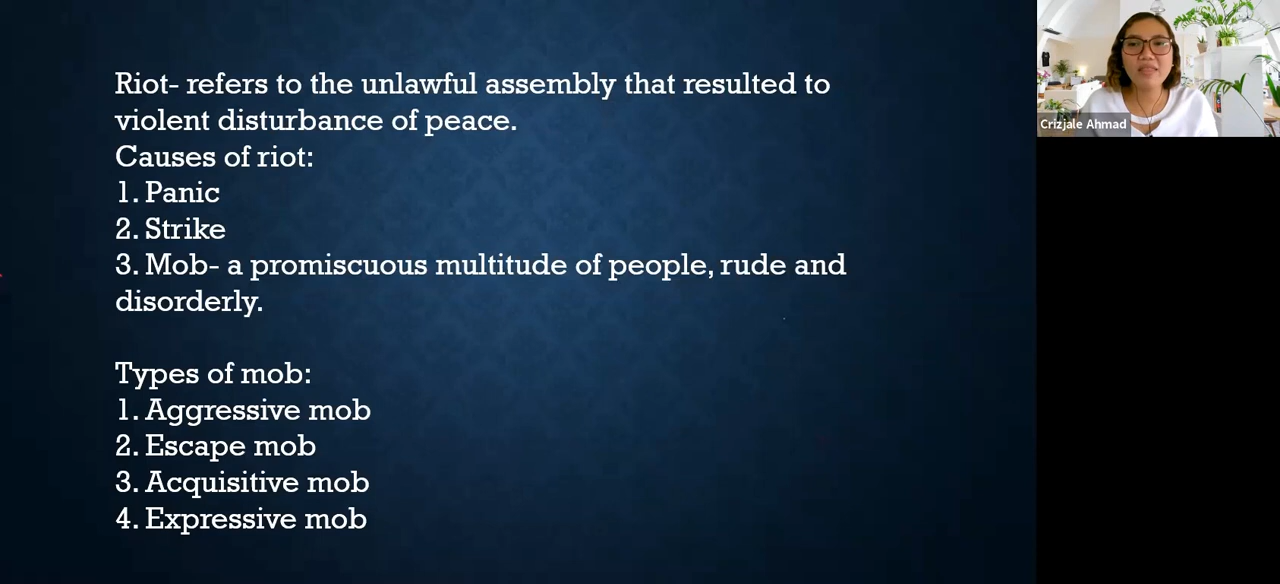 Riot- refers to the unlawful assembly that resulted to
violent disturbance of peace.
Causes of riot:
1. Panic
2. Strike
3. Mob- a promiscuous multitude of people, rude and
disorderly.
Types of mob:
1. Aggressive mob
2. Escape mob
3. Acquisitive mob
4. Expressive mob
Crizjale Ahmad